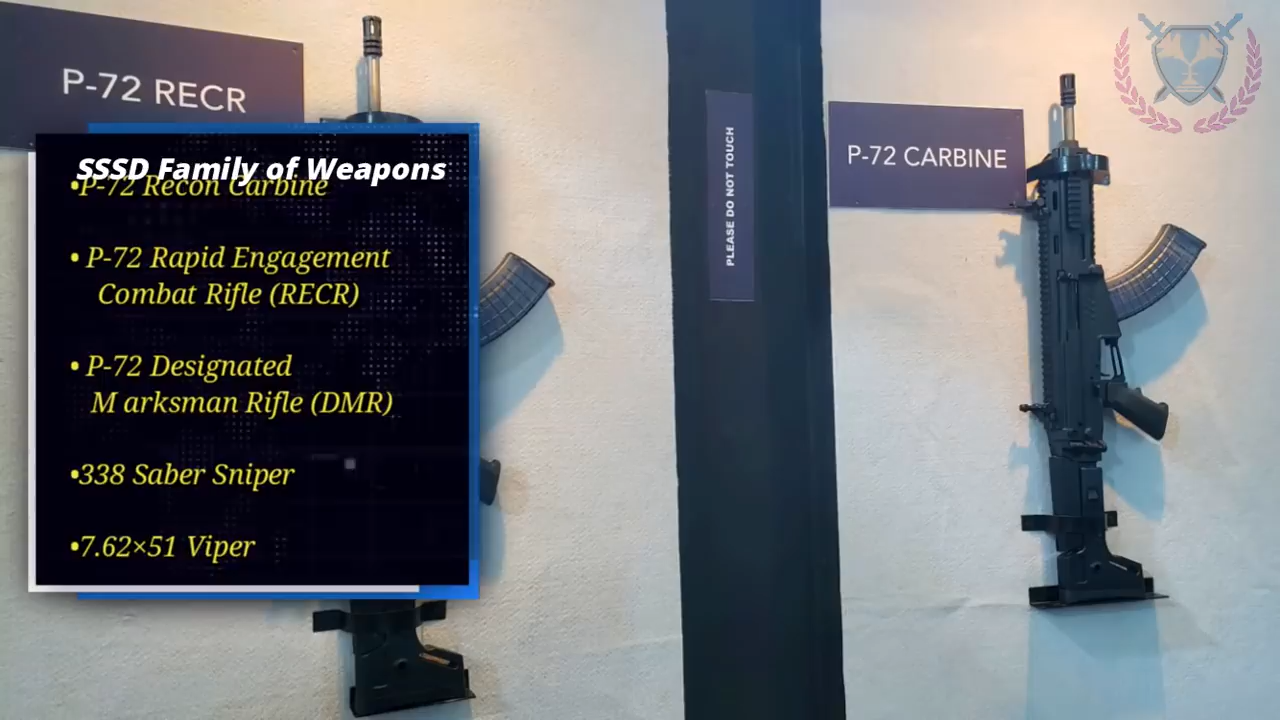 P-72 RECR
SSSD Family of Weapons
•P-72 Recon Carbine
• P-72 Rapid Engagement
Combat Rifle (RECR)
• P-72 Designated
M arksman Rifle (DMR)
•338 Saber Sniper
•7.62×51 Viper
PLEASE DO NOT TOUCH
P-72 CARBINE